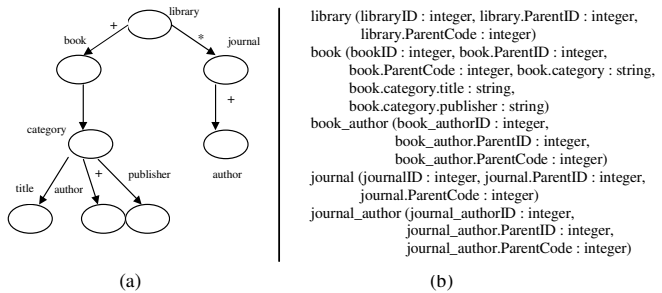 library
+
*
book
journal
+
category
author
+
title
author
publisher
(a)
library (libraryID : integer, library.ParentID : integer,
library.ParentCode : integer)
book (bookID : integer, book.ParentID : integer,
book.ParentCode : integer, book.category : string,
book.category.title : string,
book.category.publisher : string)
book_author (book_authorID : integer,
book_author.ParentID : integer,
book_author.ParentCode : integer)
journal (journalID : integer, journal.ParentID : integer,
journal.ParentCode : integer)
journal_author (journal_authorID : integer,
journal_author.ParentID : integer,
journal_author.ParentCode : integer)
(b)